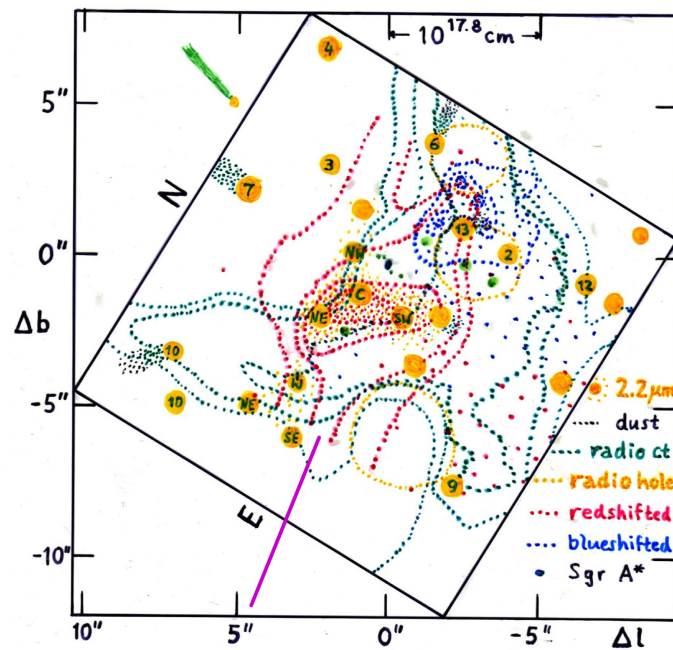 10^17.8 cm
4
5"
6
3
7
N
13
NW
0"
2
C
12
Δb
NE
SW
10
2.2μm
N
-5"
10
NE
dust
SE
radio ct
9
radio hole
E
redshifted
blueshifted
-10"
Sgr A*
10"
5"
0"
-5"
Δl